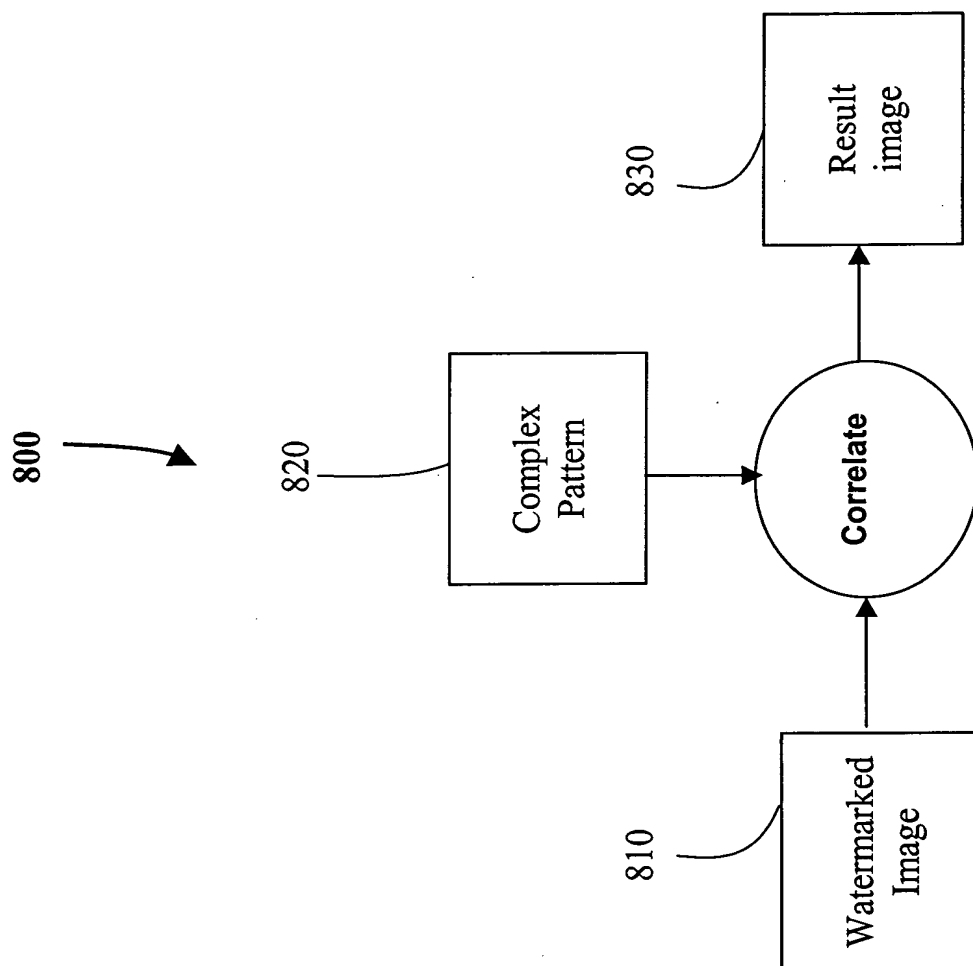 800
820
Complex
Pattern
810
Watermarked
Image
Correlate
830
Result
image